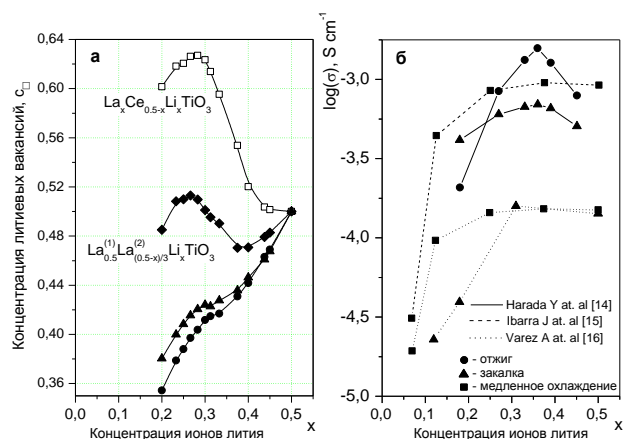 а
Концентрация литиевых вакансий, c□
0,64
0,60
0,56
0,52
0,48
0,44
0,40
0,36
LaxCe0.5-xLixTiO3
La0.5(1)La(0.5-x)/3(2)LixTiO3
0,0 0,1 0,2 0,3 0,4 0,5 x
Концентрация ионов лития
б
log(σ), S cm-1
-3,0
-3,5
-4,0
-4,5
-5,0
Harada Y at. al [14]
Ibarra J at. al [15]
Varez A at. al [16]
- отжиг
- закалка
- медленное охлаждение
0,0 0,1 0,2 0,3 0,4 0,5 x
Концентрация ионов лития